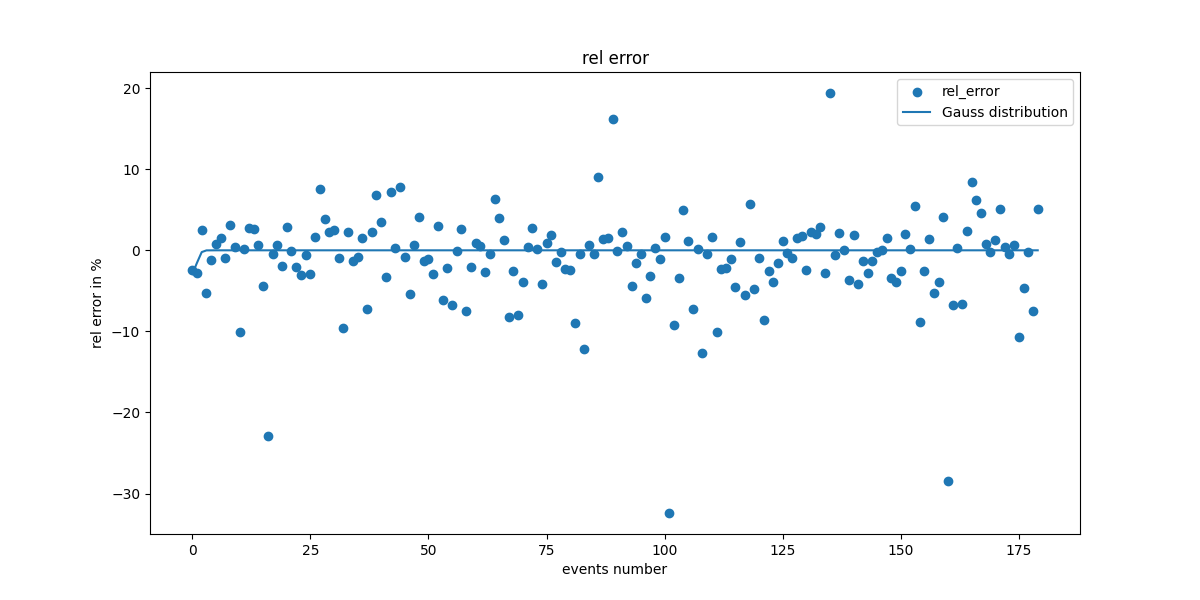 rel error
rel_error
Gauss distribution
20
10
0
−10
−20
−30
rel error in %
0
25
50
75
100
125
150
175
events number